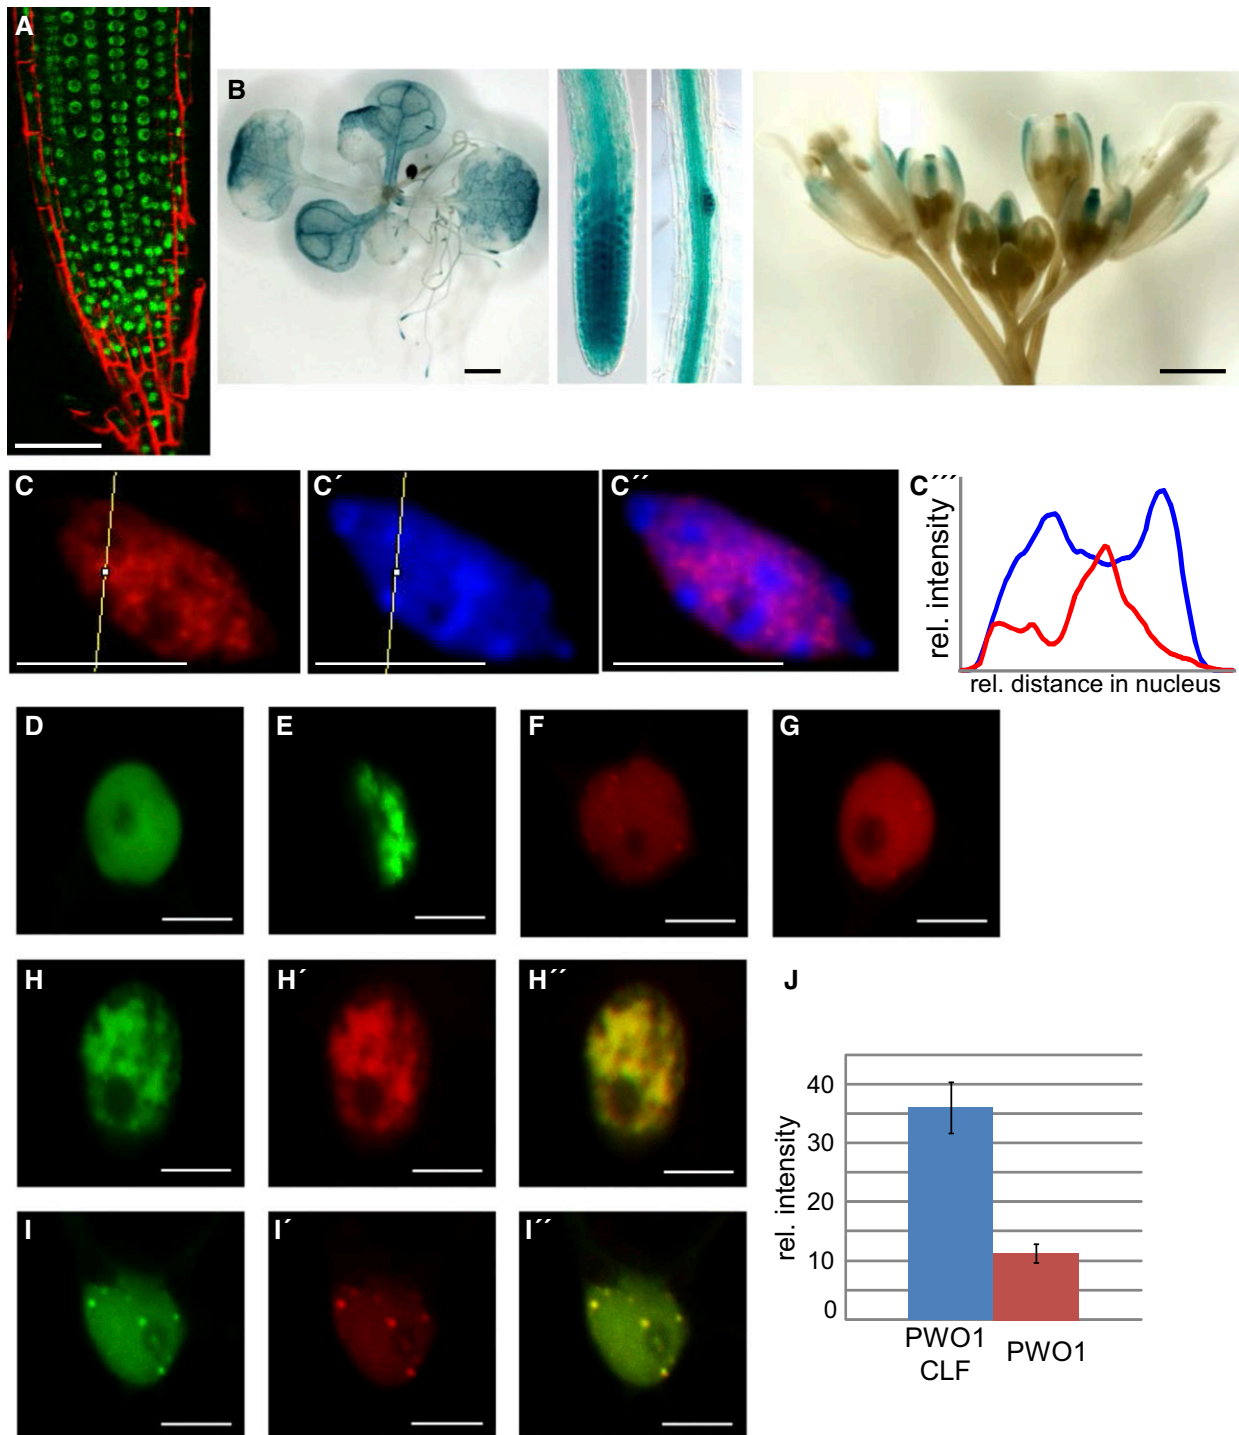 A
B
C
C´
C´´
C´´´
rel. intensity
rel. distance in nucleus
D
E
F
G
H
H´
H´´
I
I´
I´´
J
rel. intensity
40
30
20
10
0
PWO1
CLF
PWO1